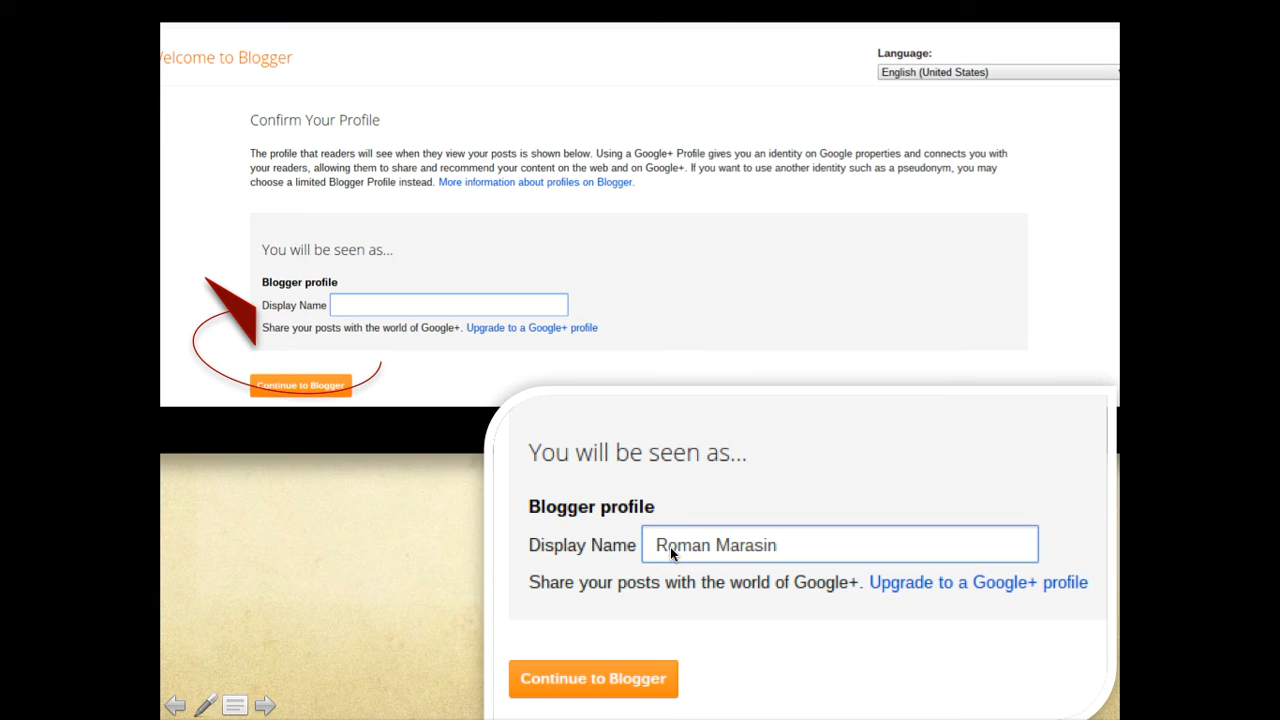 elcome to Blogger
Language:
English (United States)
Confirm Your Profile
The profile that readers will see when they view your posts is shown below. Using a Google+ Profile gives you an identity on Google properties and connects you with
your readers, allowing them to share and recommend your content on the web and on Google+. If you want to use another identity such as a pseudonym, you may
choose a limited Blogger Profile instead. More information about profiles on Blogger.
You will be seen as...
Blogger profile
Display Name
Share your posts with the world of Google+. Upgrade to a Google+ profile
Continue to Blogger
You will be seen as...
Blogger profile
Display Name Roman Marasin
Share your posts with the world of Google+. Upgrade to a Google+ profile
Continue to Blogger